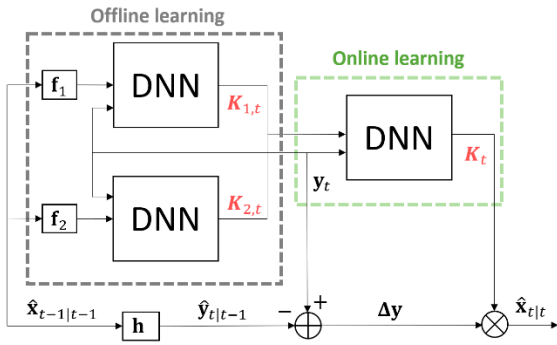 Offline learning
Online learning
f₁
DNN
K₁,ₜ
DNN
Kₜ
yₜ
f₂
DNN
K₂,ₜ
x̂ₜ₋₁|ₜ₋₁
h
ŷₜ|ₜ₋₁
−
+
Δy
x̂ₜ|ₜ